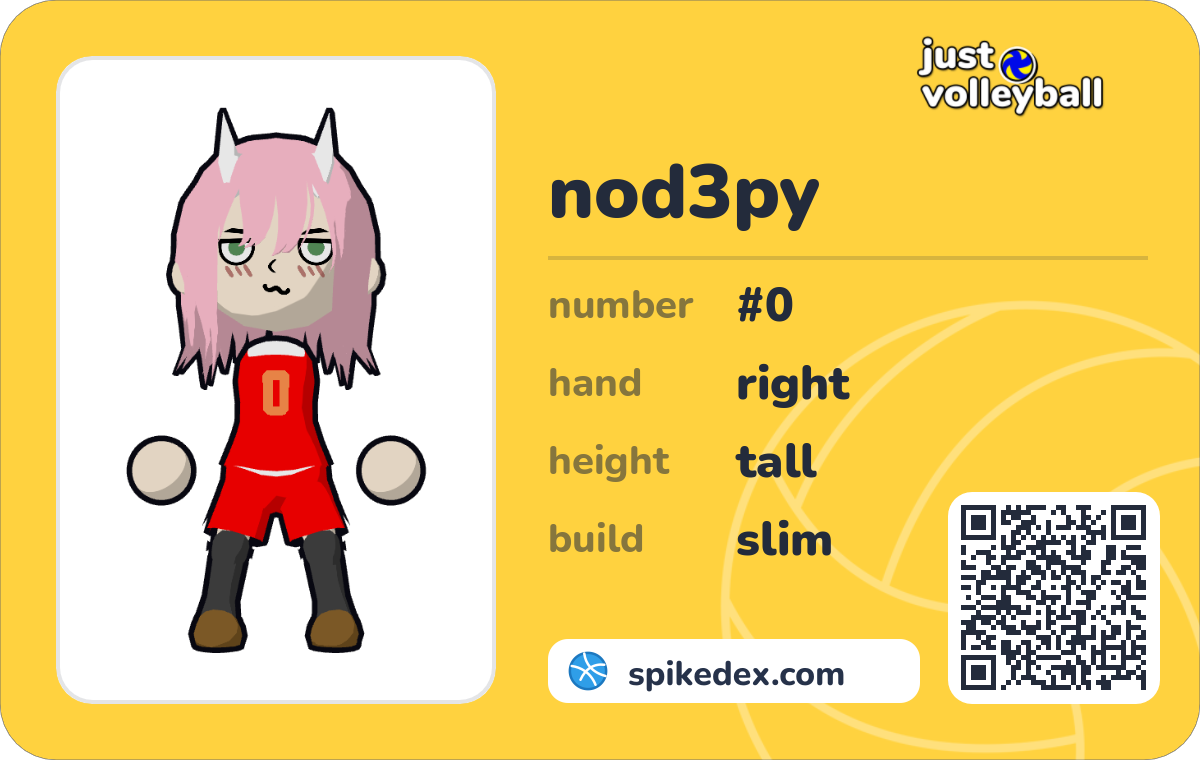 just
volleyball
nod3py
number #0
hand right
height tall
build slim
0
spikedex.com